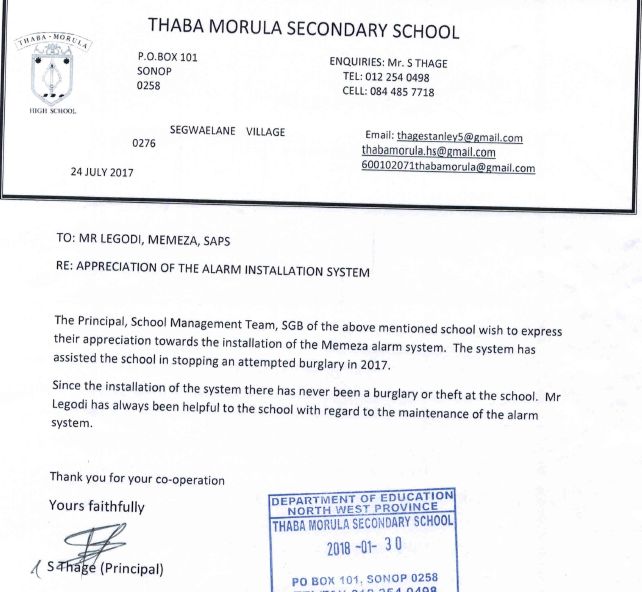 THABA MORULA SECONDARY SCHOOL
THABA - MORULA
HIGH SCHOOL
P.O.BOX 101
SONOP
0258
ENQUIRIES: Mr. S THAGE
TEL: 012 254 0498
CELL: 084 485 7718
SEGWAELANE VILLAGE
0276
Email: thagestanley5@gmail.com
thabamorula.hs@gmail.com
600102071thabamorula@gmail.com
24 JULY 2017
TO: MR LEGODI, MEMEZA, SAPS
RE: APPRECIATION OF THE ALARM INSTALLATION SYSTEM
The Principal, School Management Team, SGB of the above mentioned school wish to express
their appreciation towards the installation of the Memeza alarm system. The system has
assisted the school in stopping an attempted burglary in 2017.
Since the installation of the system there has never been a burglary or theft at the school. Mr
Legodi has always been helpful to the school with regard to the maintenance of the alarm
system.
Thank you for your co-operation
Yours faithfully
S Thage (Principal)
DEPARTMENT OF EDUCATION
NORTH WEST PROVINCE
THABA MORULA SECONDARY SCHOOL
2018 -01- 30
PO BOX 101, SONOP 0258
254 0498